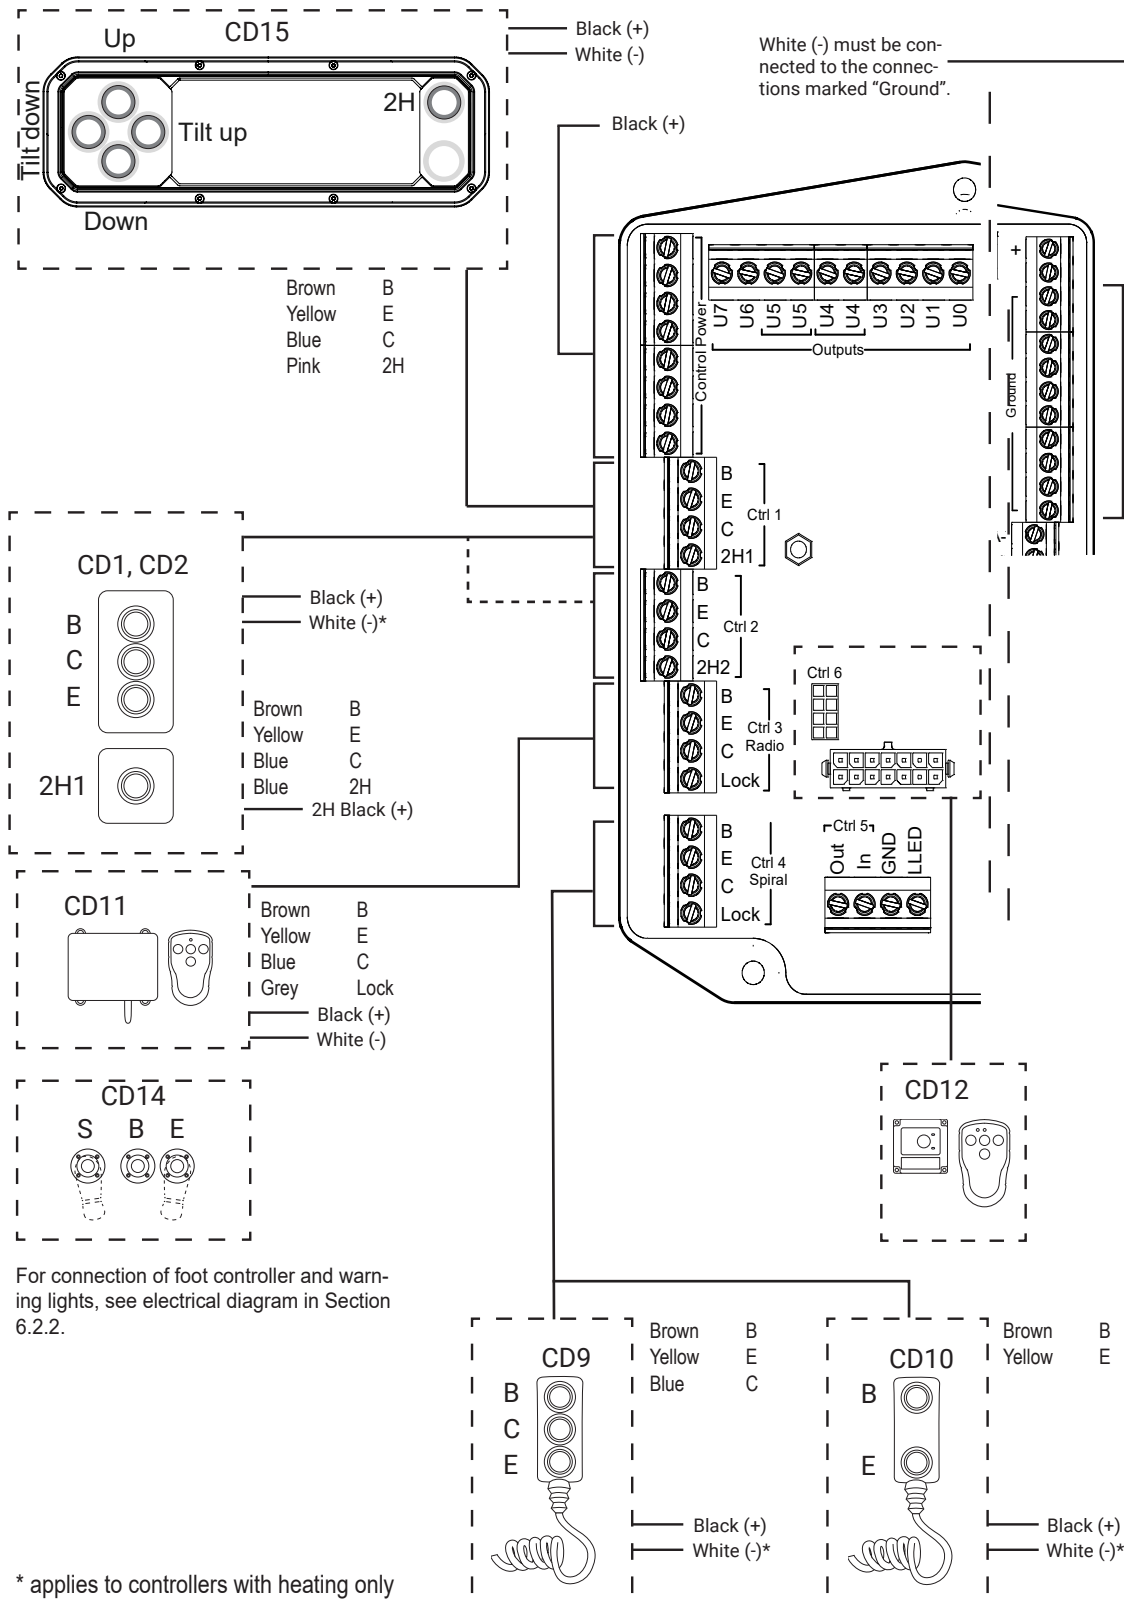 Up
CD15
Tilt down
Tilt up
2H
Down
Black (+)
White (-)
White (-) must be con-
nected to the connec-
tions marked “Ground”.
Black (+)
Brown B
Yellow E
Blue C
Pink 2H
Control Power
U7 U6 U5 U5 U4 U4 U3 U2 U1 U0
Outputs
+
Ground
B
E
C
2H1
Ctrl 1
B
E
C
2H2
Ctrl 2
B
E
C
Lock
Ctrl 3
Radio
B
E
C
Lock
Ctrl 4
Spiral
Ctrl 6
Ctrl 5
Out In GND LLED
CD1, CD2
B
C
E
2H1
Black (+)
White (-)*
Brown B
Yellow E
Blue C
Blue 2H
2H Black (+)
CD11
Brown B
Yellow E
Blue C
Grey Lock
Black (+)
White (-)
CD14
S B E
CD12
For connection of foot controller and warn-
ing lights, see electrical diagram in Section
6.2.2.
CD9
B
C
E
Brown B
Yellow E
Blue C
Black (+)
White (-)*
CD10
B
E
Brown B
Yellow E
Black (+)
White (-)*
* applies to controllers with heating only